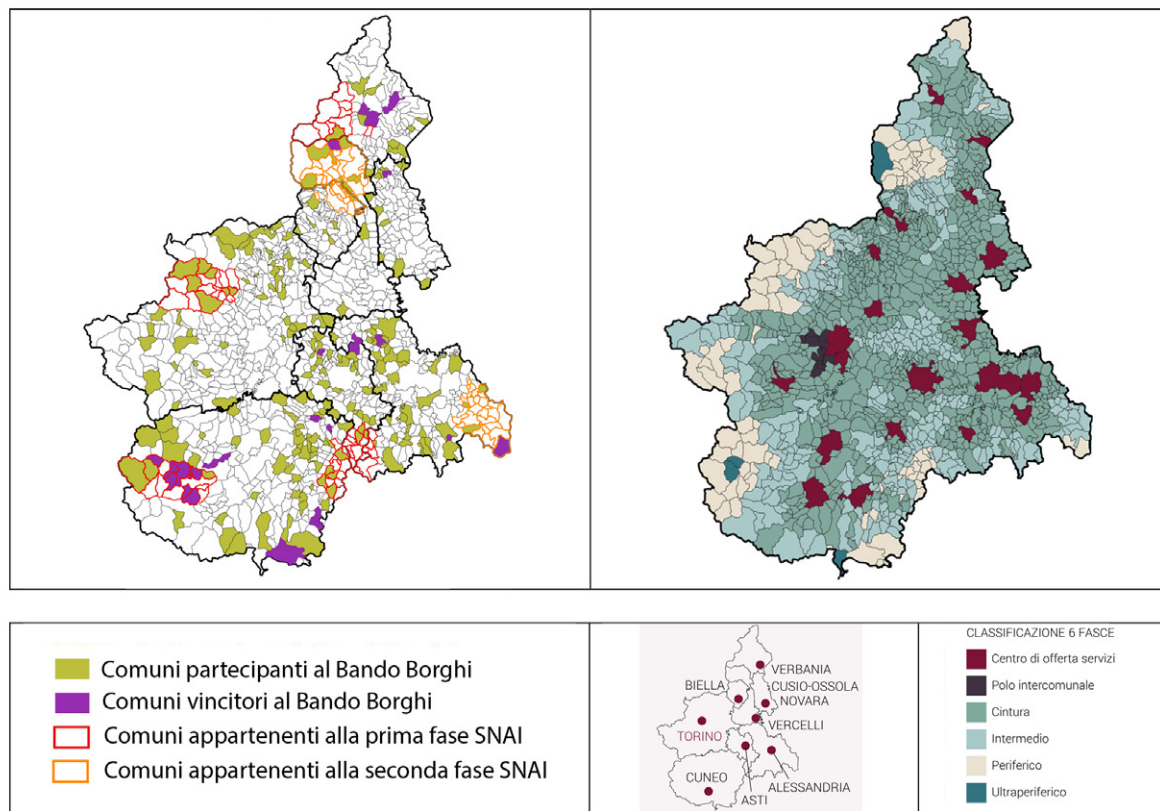 Comuni partecipanti al Bando Borghi
Comuni vincitori al Bando Borghi
Comuni appartenenti alla prima fase SNAI
Comuni appartenenti alla seconda fase SNAI
VERBANIA
BIELLA
CUSIO-OSSOLA
NOVARA
VERCELLI
TORINO
CUNEO
ALESSANDRIA
ASTI
CLASSIFICAZIONE 6 FASCE
Centro di offerta servizi
Polo intercomunale
Cintura
Intermedio
Periferico
Ultraperiferico